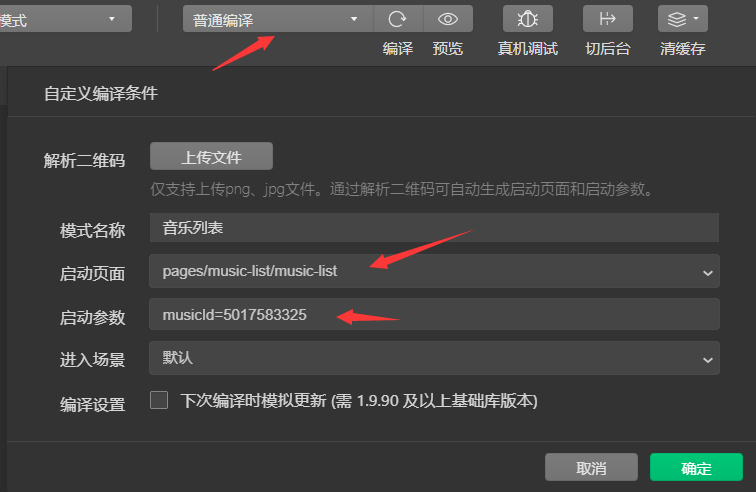 模式
普通编译
编译
预览
真机调试
切后台
清缓存
自定义编译条件
解析二维码
上传文件
仅支持上传png、jpg文件。通过解析二维码可自动生成启动页面和启动参数。
模式名称
音乐列表
启动页面
pages/music-list/music-list
启动参数
musicId=5017583325
进入场景
默认
编译设置
下次编译时模拟更新 (需 1.9.90 及以上基础库版本)
取消
确定